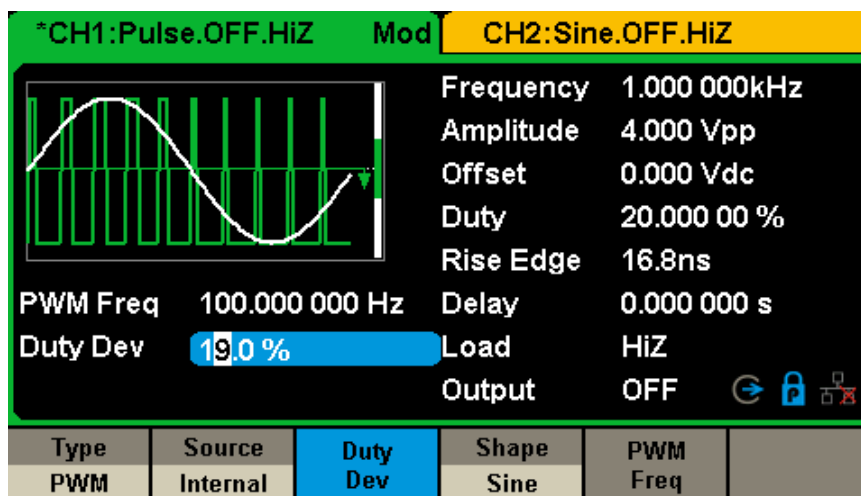 *CH1:Pulse.OFF.HiZ Mod CH2:Sine.OFF.HiZ
Frequency 1.000 000kHz
Amplitude 4.000 Vpp
Offset 0.000 Vdc
Duty 20.000 00 %
Rise Edge 16.8ns
PWM Freq 100.000 000 Hz Delay 0.000 000 s
Duty Dev 19.0 % Load HiZ
Output OFF P
Type Source Duty Dev Shape PWM Freq
PWM Internal Sine